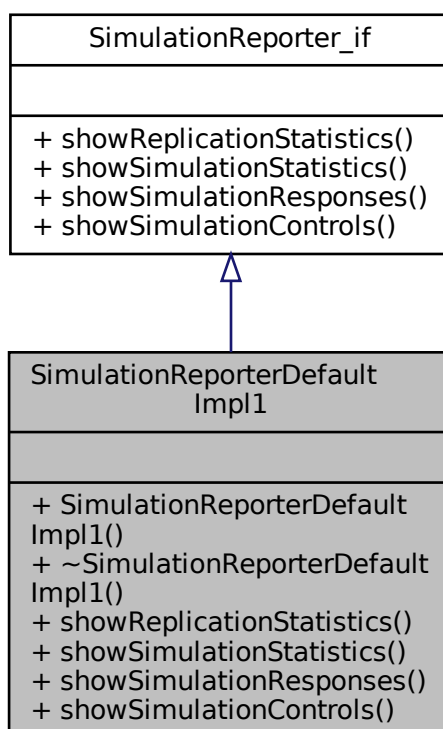 SimulationReporter_if
+ showReplicationStatistics()
+ showSimulationStatistics()
+ showSimulationResponses()
+ showSimulationControls()
SimulationReporterDefault
Impl1
+ SimulationReporterDefault
Impl1()
+ ~SimulationReporterDefault
Impl1()
+ showReplicationStatistics()
+ showSimulationStatistics()
+ showSimulationResponses()
+ showSimulationControls()